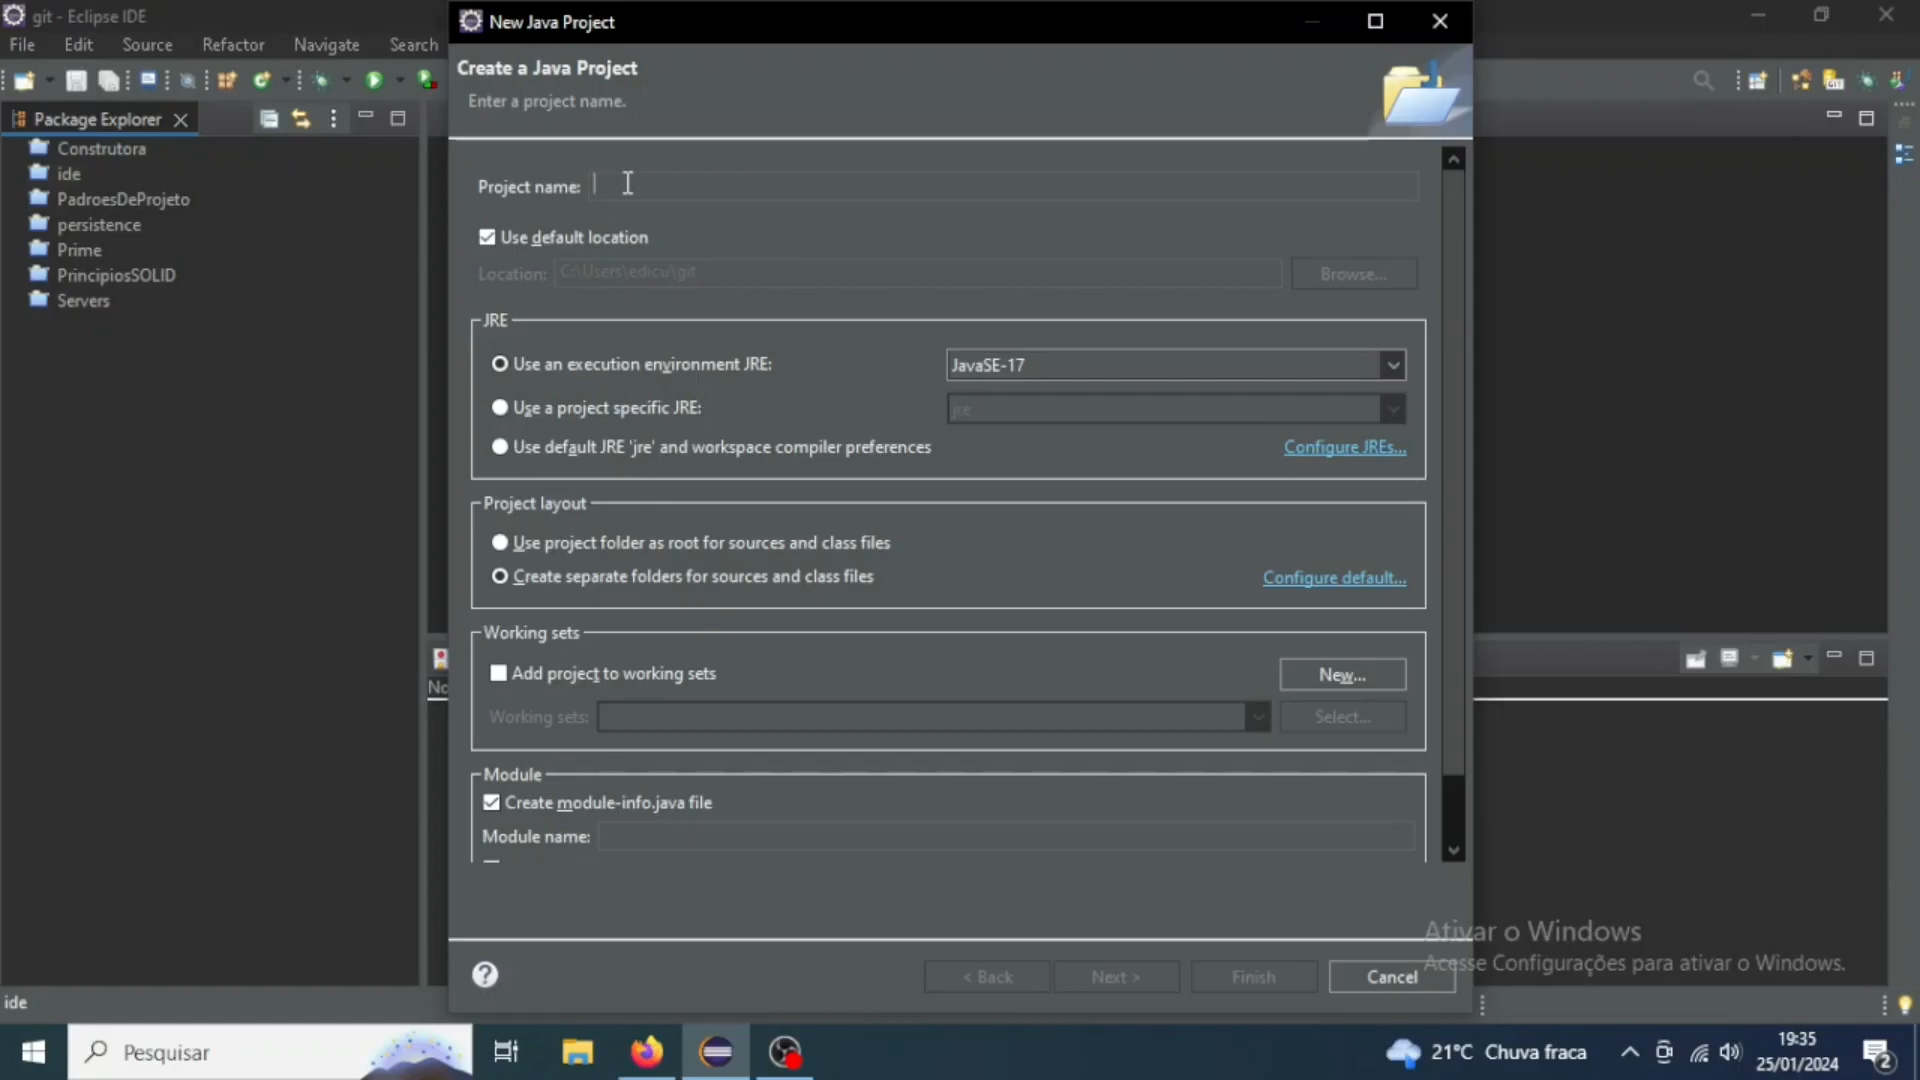 git - Eclipse IDE
New Java Project
File Edit Source Refactor Navigate Search
Create a Java Project
Enter a project name.
Package Explorer
Construtora
ide
PadroesDeProjeto
persistence
Prime
PrincipiosSOLID
Servers
Project name:
Use default location
Location: C:\Users\edicu\git Browse...
JRE
Use an execution environment JRE: JavaSE-17
Use a project specific JRE: jre
Use default JRE 'jre' and workspace compiler preferences Configure JREs...
Project layout
Use project folder as root for sources and class files
Create separate folders for sources and class files Configure default...
Working sets
Add project to working sets New...
Working sets: Select...
No
Module
Create module-info.java file
Module name:
Ativar o Windows
Acesse Configurações para ativar o Windows.
< Back Next > Finish Cancel
ide
Pesquisar
21°C Chuva fraca
19:35
25/01/2024
2